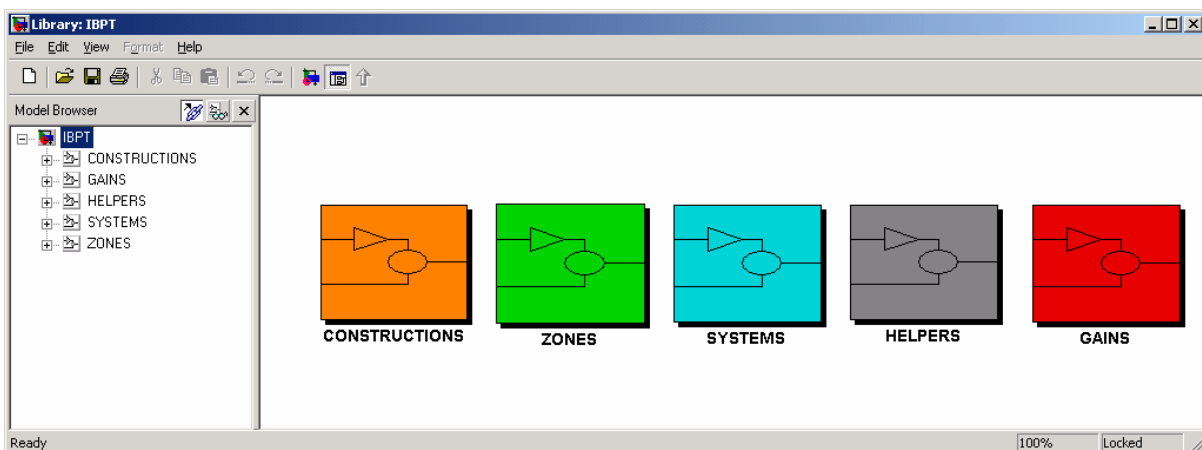 Library: IBPT
File Edit View Format Help
Model Browser
IBPT
CONSTRUCTIONS
GAINS
HELPERS
SYSTEMS
ZONES
CONSTRUCTIONS ZONES SYSTEMS HELPERS GAINS
Ready 100% Locked